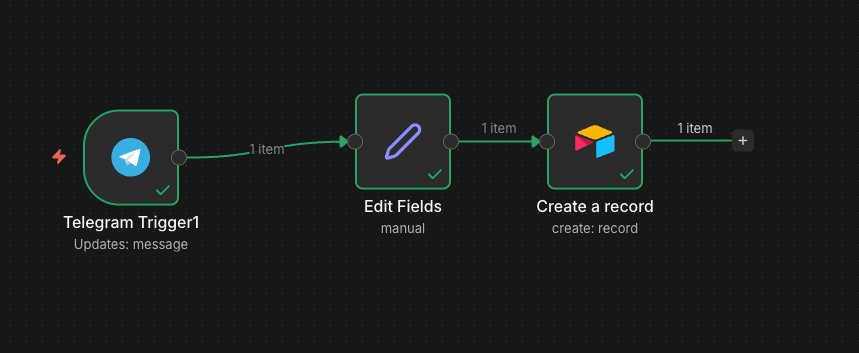 1 item
1 item
1 item
Telegram Trigger1
Updates: message
Edit Fields
manual
Create a record
create: record